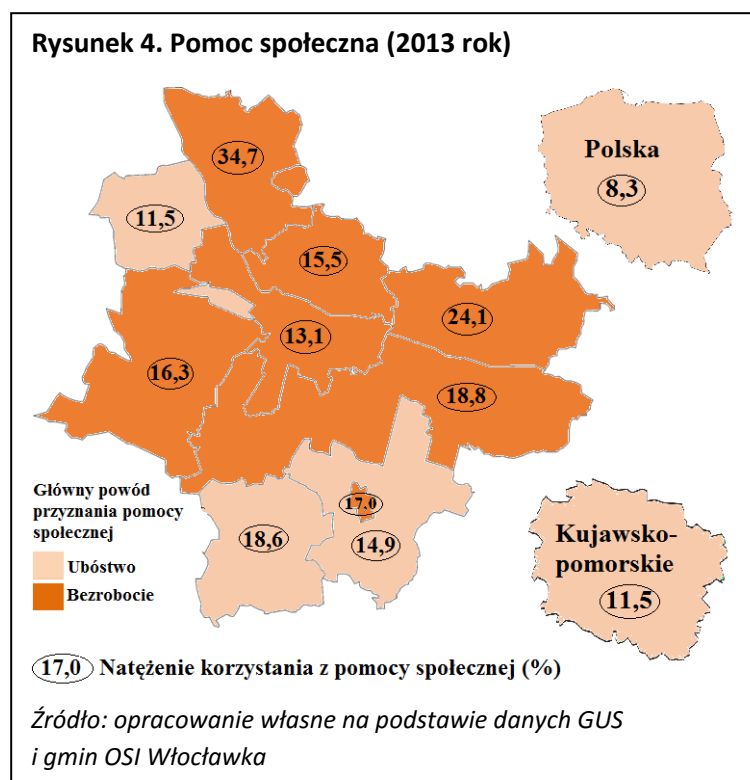 Rysunek 4. Pomoc społeczna (2013 rok)
34,7
Polska
8,3
11,5
15,5
24,1
13,1
16,3
18,8
Główny powód
przyznania pomocy
społecznej
Ubóstwo
Bezrobocie
17,0
18,6
14,9
Kujawsko-
pomorskie
11,5
17,0 Natężenie korzystania z pomocy społecznej (%)
Źródło: opracowanie własne na podstawie danych GUS
i gmin OSI Włocławka